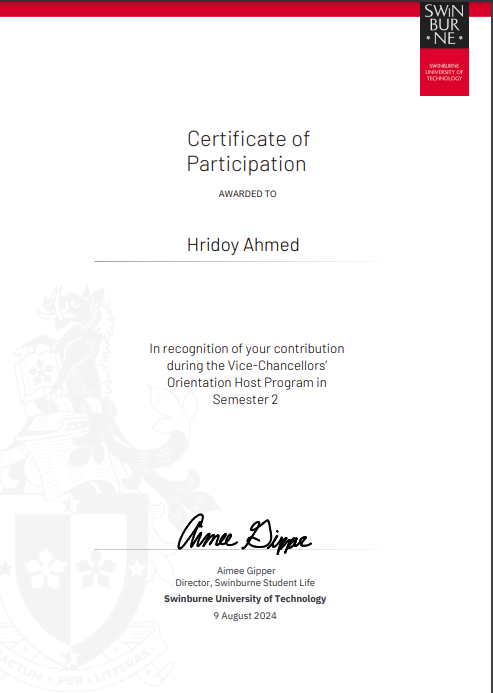 SWIN
BUR
* NE *
SWINBURNE
UNIVERSITY OF
TECHNOLOGY
Certificate of
Participation
AWARDED TO
Hridoy Ahmed
In recognition of your contribution
during the Vice-Chancellors’
Orientation Host Program in
Semester 2
Aimee Gipper
Aimee Gipper
Director, Swinburne Student Life
Swinburne University of Technology
9 August 2024
FACTUM · PER · LITTERAS